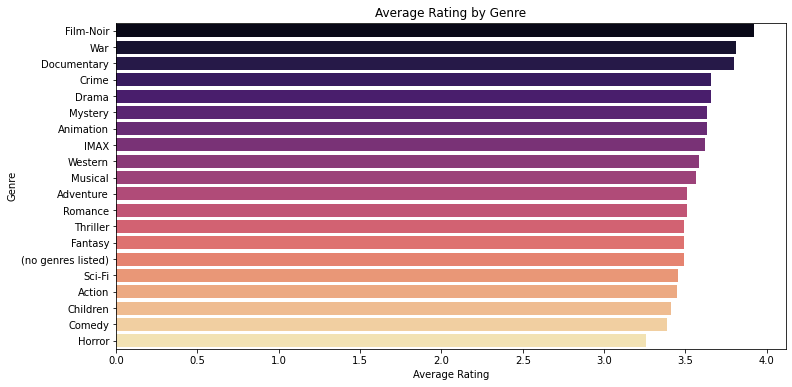 Average Rating by Genre
Genre
Film-Noir
War
Documentary
Crime
Drama
Mystery
Animation
IMAX
Western
Musical
Adventure
Romance
Thriller
Fantasy
(no genres listed)
Sci-Fi
Action
Children
Comedy
Horror
0.0 0.5 1.0 1.5 2.0 2.5 3.0 3.5 4.0
Average Rating